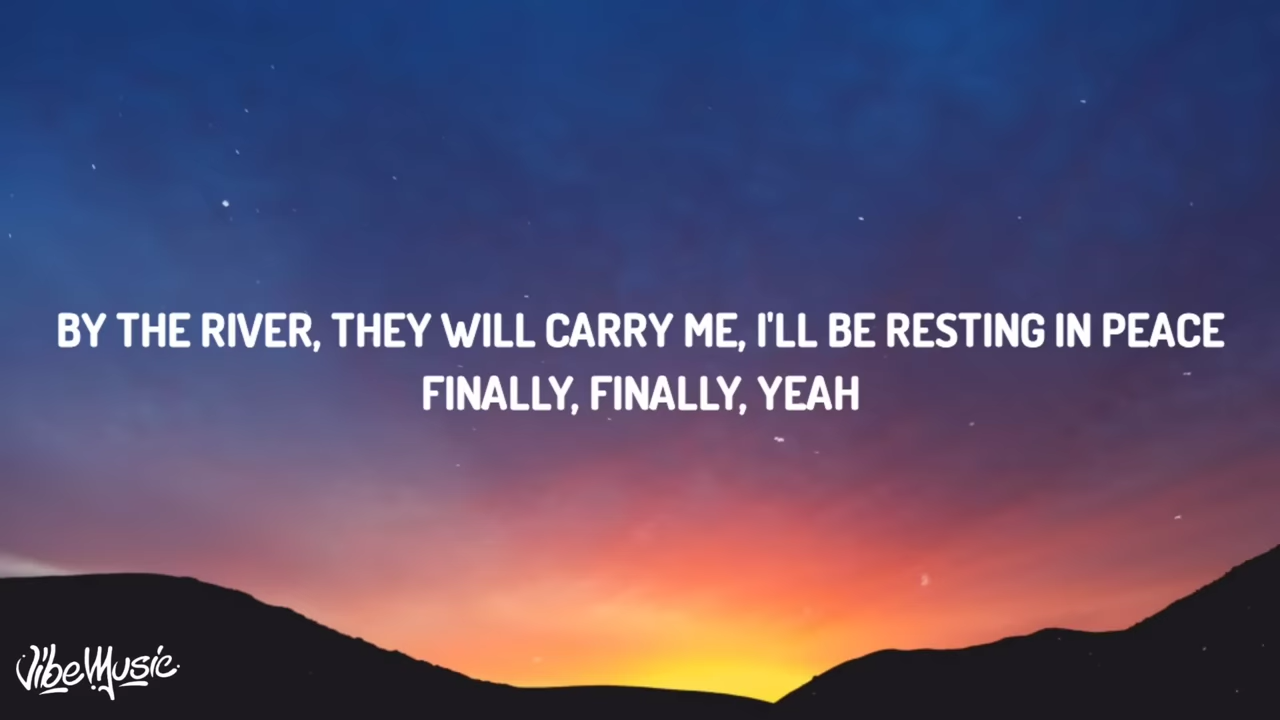 BY THE RIVER, THEY WILL CARRY ME, I'LL BE RESTING IN PEACE
FINALLY, FINALLY, YEAH
VibeMusic